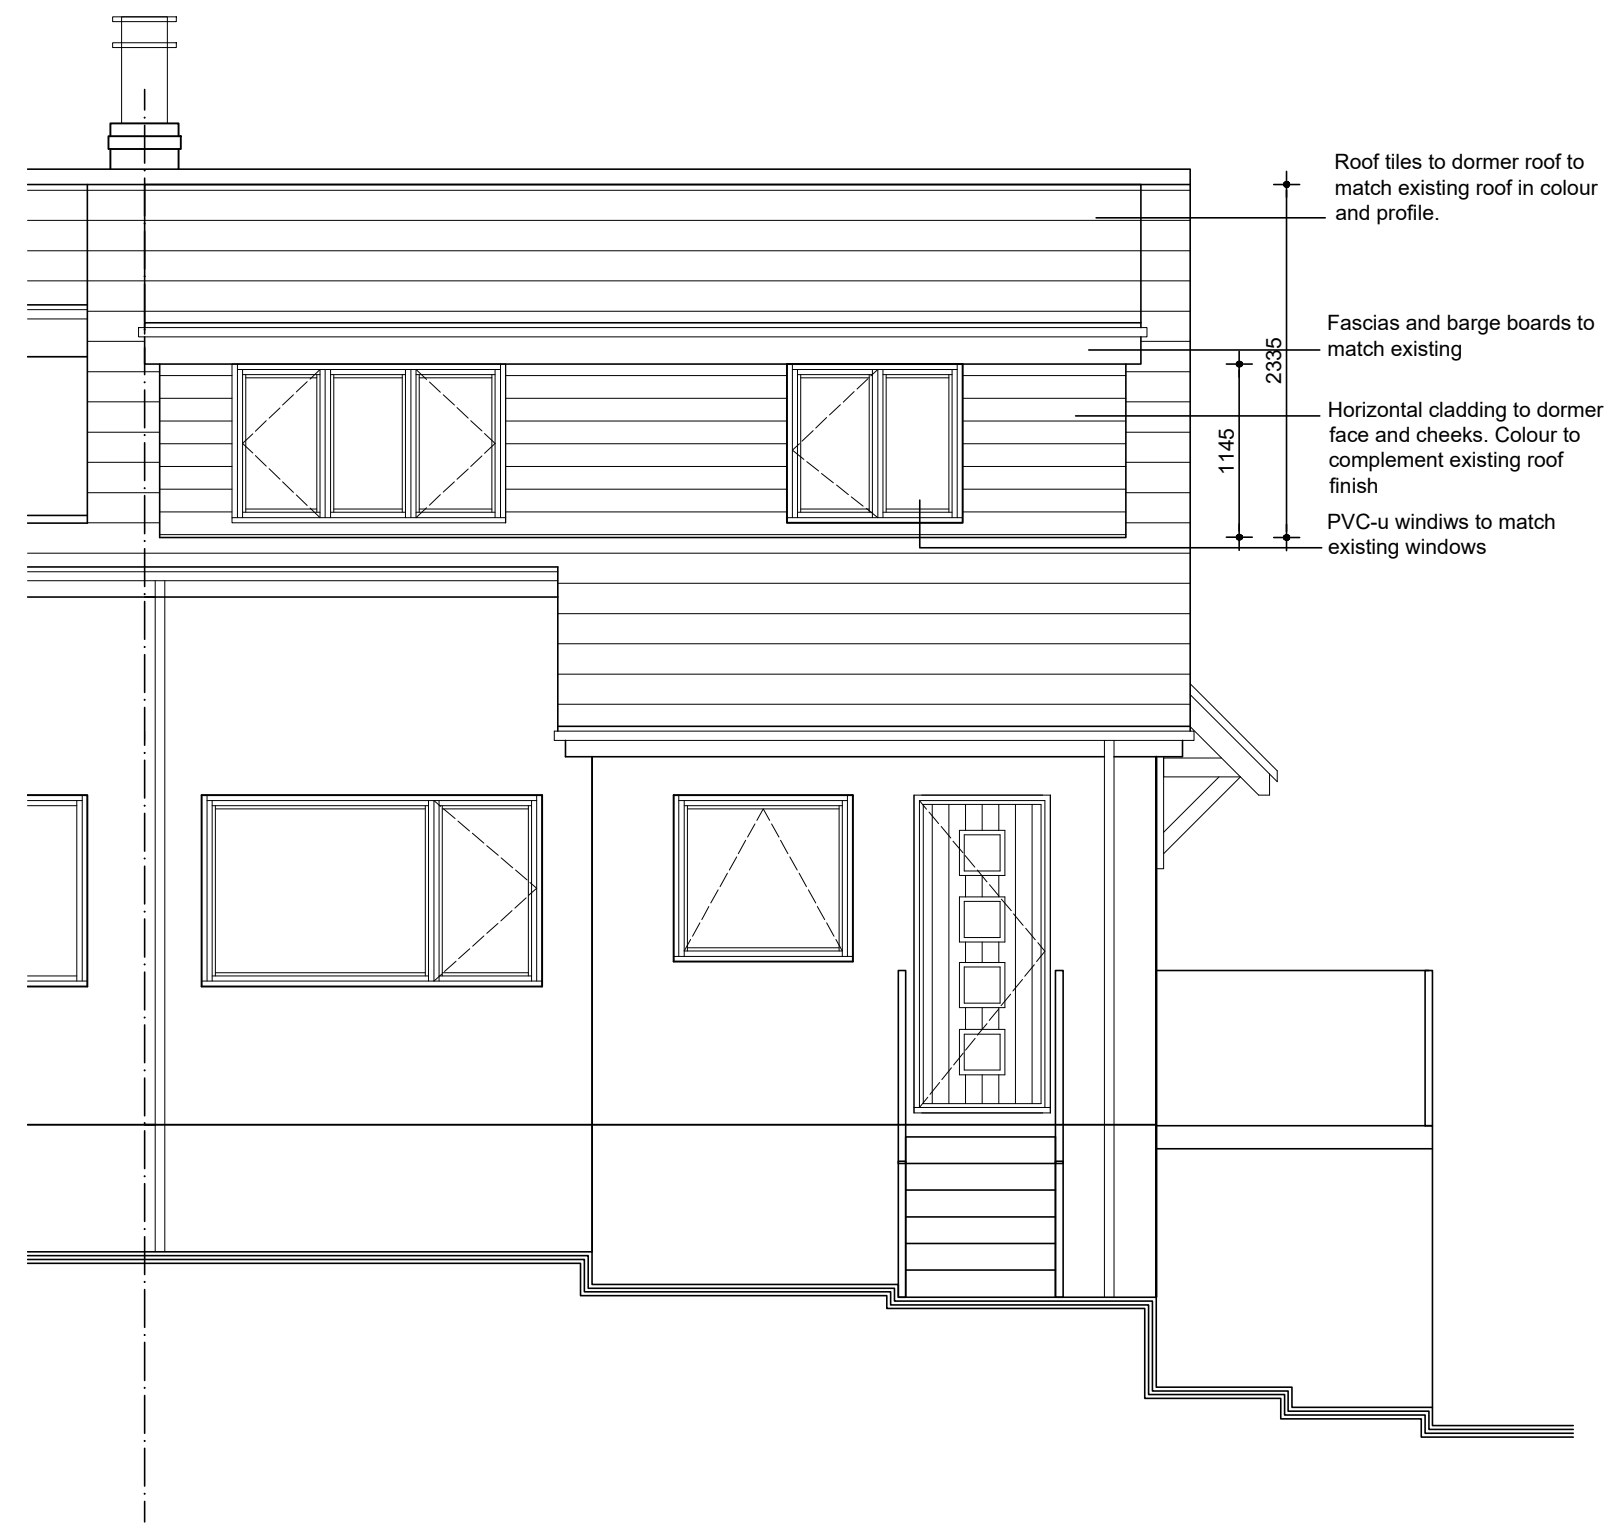 Roof tiles to dormer roof to
match existing roof in colour
and profile.
Fascias and barge boards to
match existing
2335
Horizontal cladding to dormer
face and cheeks. Colour to
complement existing roof
finish
1145
PVC-u windiws to match
existing windows